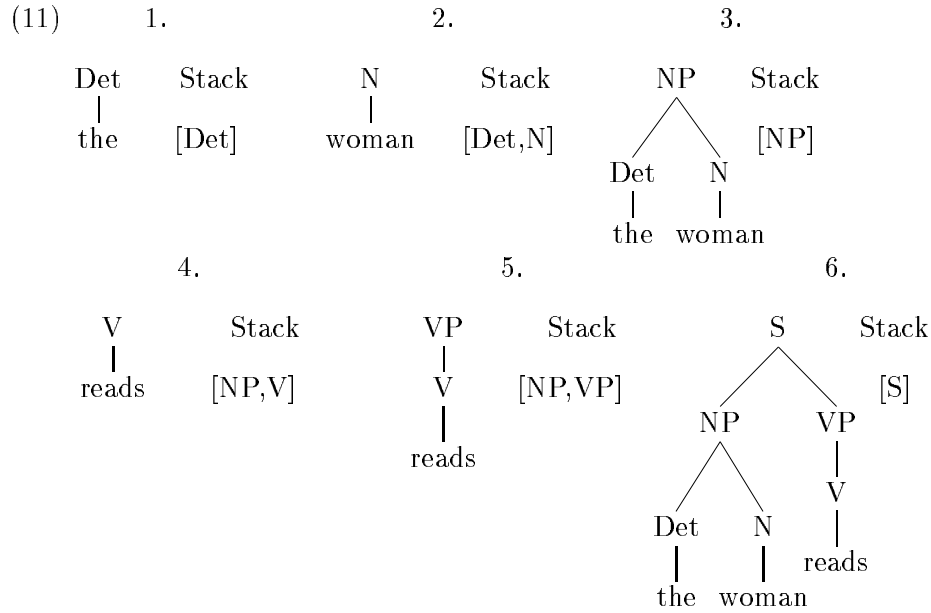 (11) 1. 2. 3.
Det Stack N Stack NP Stack
the [Det] woman [Det,N] [NP]
Det N
the woman
4. 5. 6.
V Stack VP Stack S Stack
reads [NP,V] V [NP,VP] [S]
NP VP
reads
V
Det N
reads
the woman